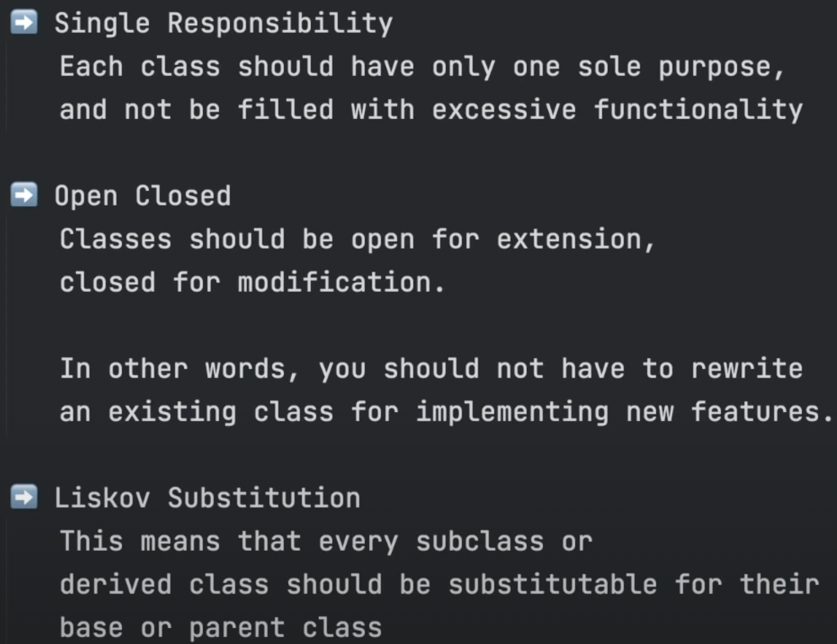 ➡️ Single Responsibility
Each class should have only one sole purpose,
and not be filled with excessive functionality
➡️ Open Closed
Classes should be open for extension,
closed for modification.
In other words, you should not have to rewrite
an existing class for implementing new features.
➡️ Liskov Substitution
This means that every subclass or
derived class should be substitutable for their
base or parent class